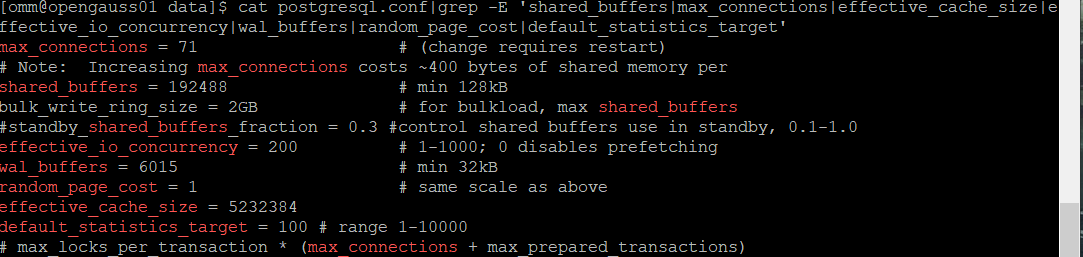 [omm@opengauss01 data]$ cat postgresql.conf|grep -E 'shared_buffers|max_connections|effective_cache_size|e
ffective_io_concurrency|wal_buffers|random_page_cost|default_statistics_target'
max_connections = 71                    # (change requires restart)
# Note:  Increasing max_connections costs ~400 bytes of shared memory per
shared_buffers = 192488                 # min 128kB
bulk_write_ring_size = 2GB              # for bulkload, max shared_buffers
#standby_shared_buffers_fraction = 0.3 #control shared buffers use in standby, 0.1-1.0
effective_io_concurrency = 200          # 1-1000; 0 disables prefetching
wal_buffers = 6015                      # min 32kB
random_page_cost = 1                    # same scale as above
effective_cache_size = 5232384
default_statistics_target = 100 # range 1-10000
# max_locks_per_transaction * (max_connections + max_prepared_transactions)